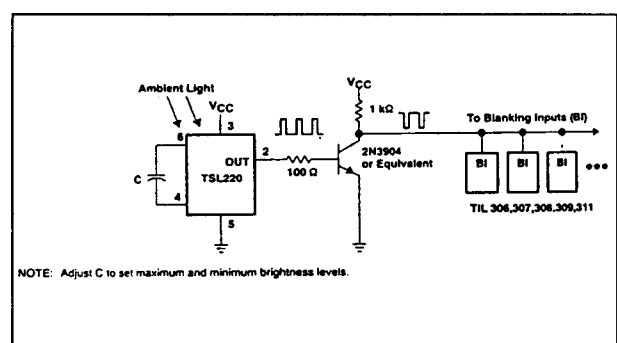 Ambient Light
VCC
3
6
OUT
2
TSL220
C
4
5
100 Ω
VCC
1 kΩ
2N3904
or Equivalent
To Blanking Inputs (BI)
BI
BI
BI
TIL 306,307,308,309,311
NOTE: Adjust C to set maximum and minimum brightness levels.